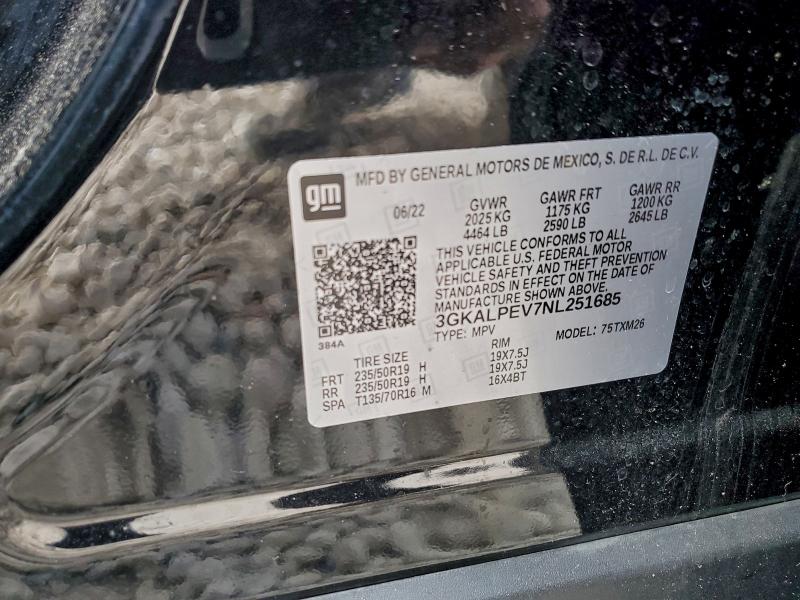 gm
MFD BY GENERAL MOTORS DE MEXICO, S. DE R.L. DE C.V.
06/22
GVWR GAWR FRT GAWR RR
2025 KG 1175 KG 1200 KG
4464 LB 2590 LB 2645 LB
THIS VEHICLE CONFORMS TO ALL
APPLICABLE U.S. FEDERAL MOTOR
VEHICLE SAFETY AND THEFT PREVENTION
STANDARDS IN EFFECT ON THE DATE OF
MANUFACTURE SHOWN ABOVE.
3GKALPEV7NL251685
TYPE: MPV MODEL: 75TXM26
384A
TIRE SIZE RIM
FRT 235/50R19 H 19X7.5J
RR 235/50R19 H 19X7.5J
SPA T135/70R16 M 16X4BT